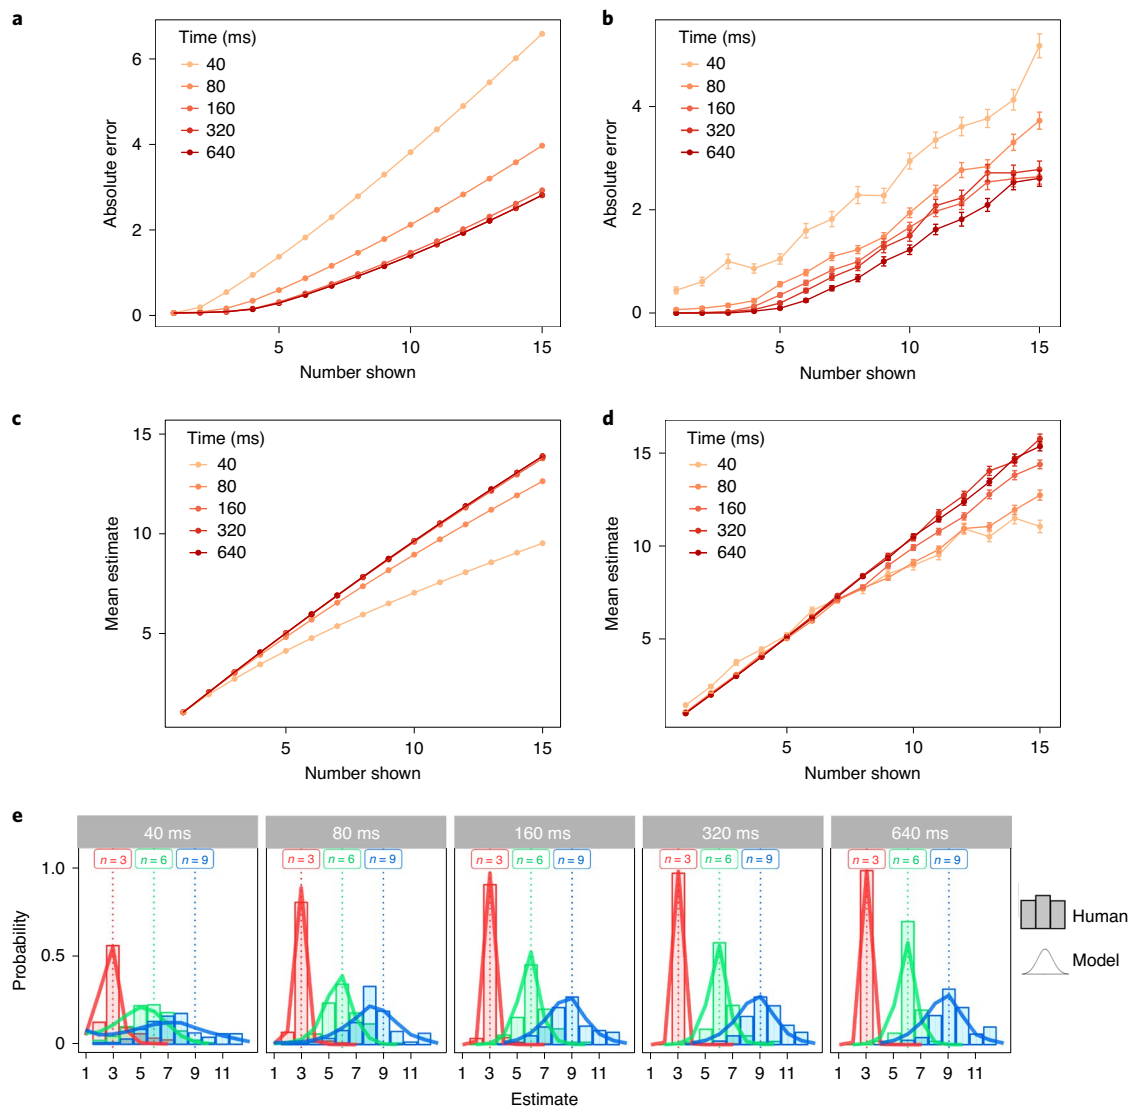 a
Time (ms)
40
80
160
320
640
6
4
2
0
Absolute error
5
10
15
Number shown
b
Time (ms)
40
80
160
320
640
4
2
0
Absolute error
5
10
15
Number shown
c
Time (ms)
40
80
160
320
640
15
10
5
Mean estimate
5
10
15
Number shown
d
Time (ms)
40
80
160
320
640
15
10
5
Mean estimate
5
10
15
Number shown
e
40 ms
80 ms
160 ms
320 ms
640 ms
n = 3 n = 6 n = 9
n = 3 n = 6 n = 9
n = 3 n = 6 n = 9
n = 3 n = 6 n = 9
n = 3 n = 6 n = 9
1.0
0.5
0
Probability
1 3 5 7 9 11
1 3 5 7 9 11
1 3 5 7 9 11
1 3 5 7 9 11
1 3 5 7 9 11
Estimate
Human
Model